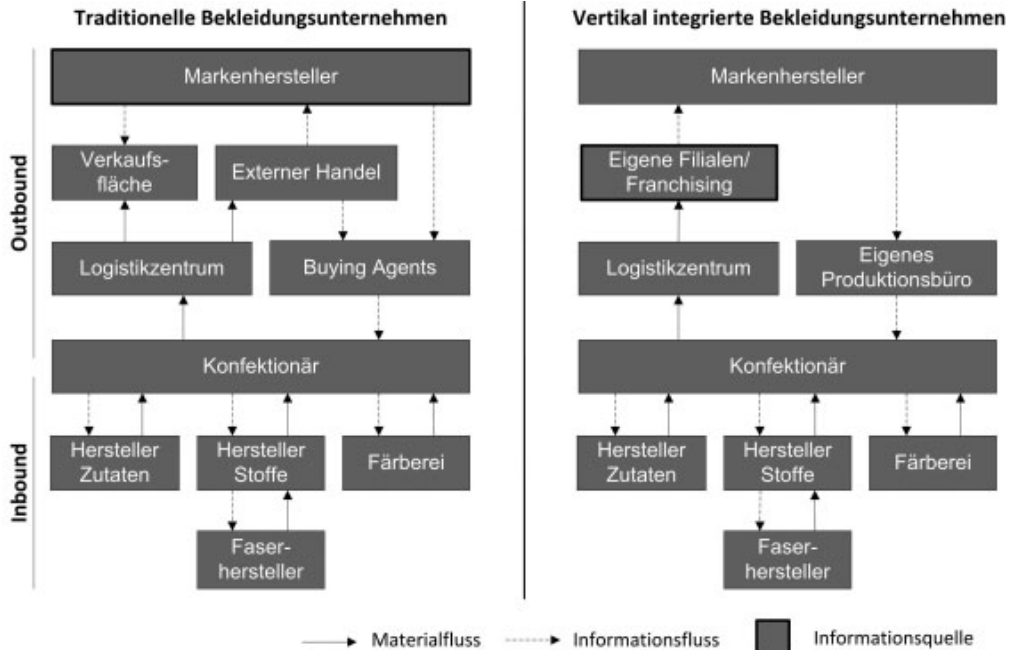 Traditionelle Bekleidungsunternehmen
Markenhersteller
Verkaufs-
fläche
Externer Handel
Logistikzentrum
Buying Agents
Konfektionär
Hersteller
Zutaten
Hersteller
Stoffe
Färberei
Faser-
hersteller
Outbound
Inbound
Vertikal integrierte Bekleidungsunternehmen
Markenhersteller
Eigene Filialen/
Franchising
Logistikzentrum
Eigenes
Produktionsbüro
Konfektionär
Hersteller
Zutaten
Hersteller
Stoffe
Färberei
Faser-
hersteller
Materialfluss
Informationsfluss
Informationsquelle